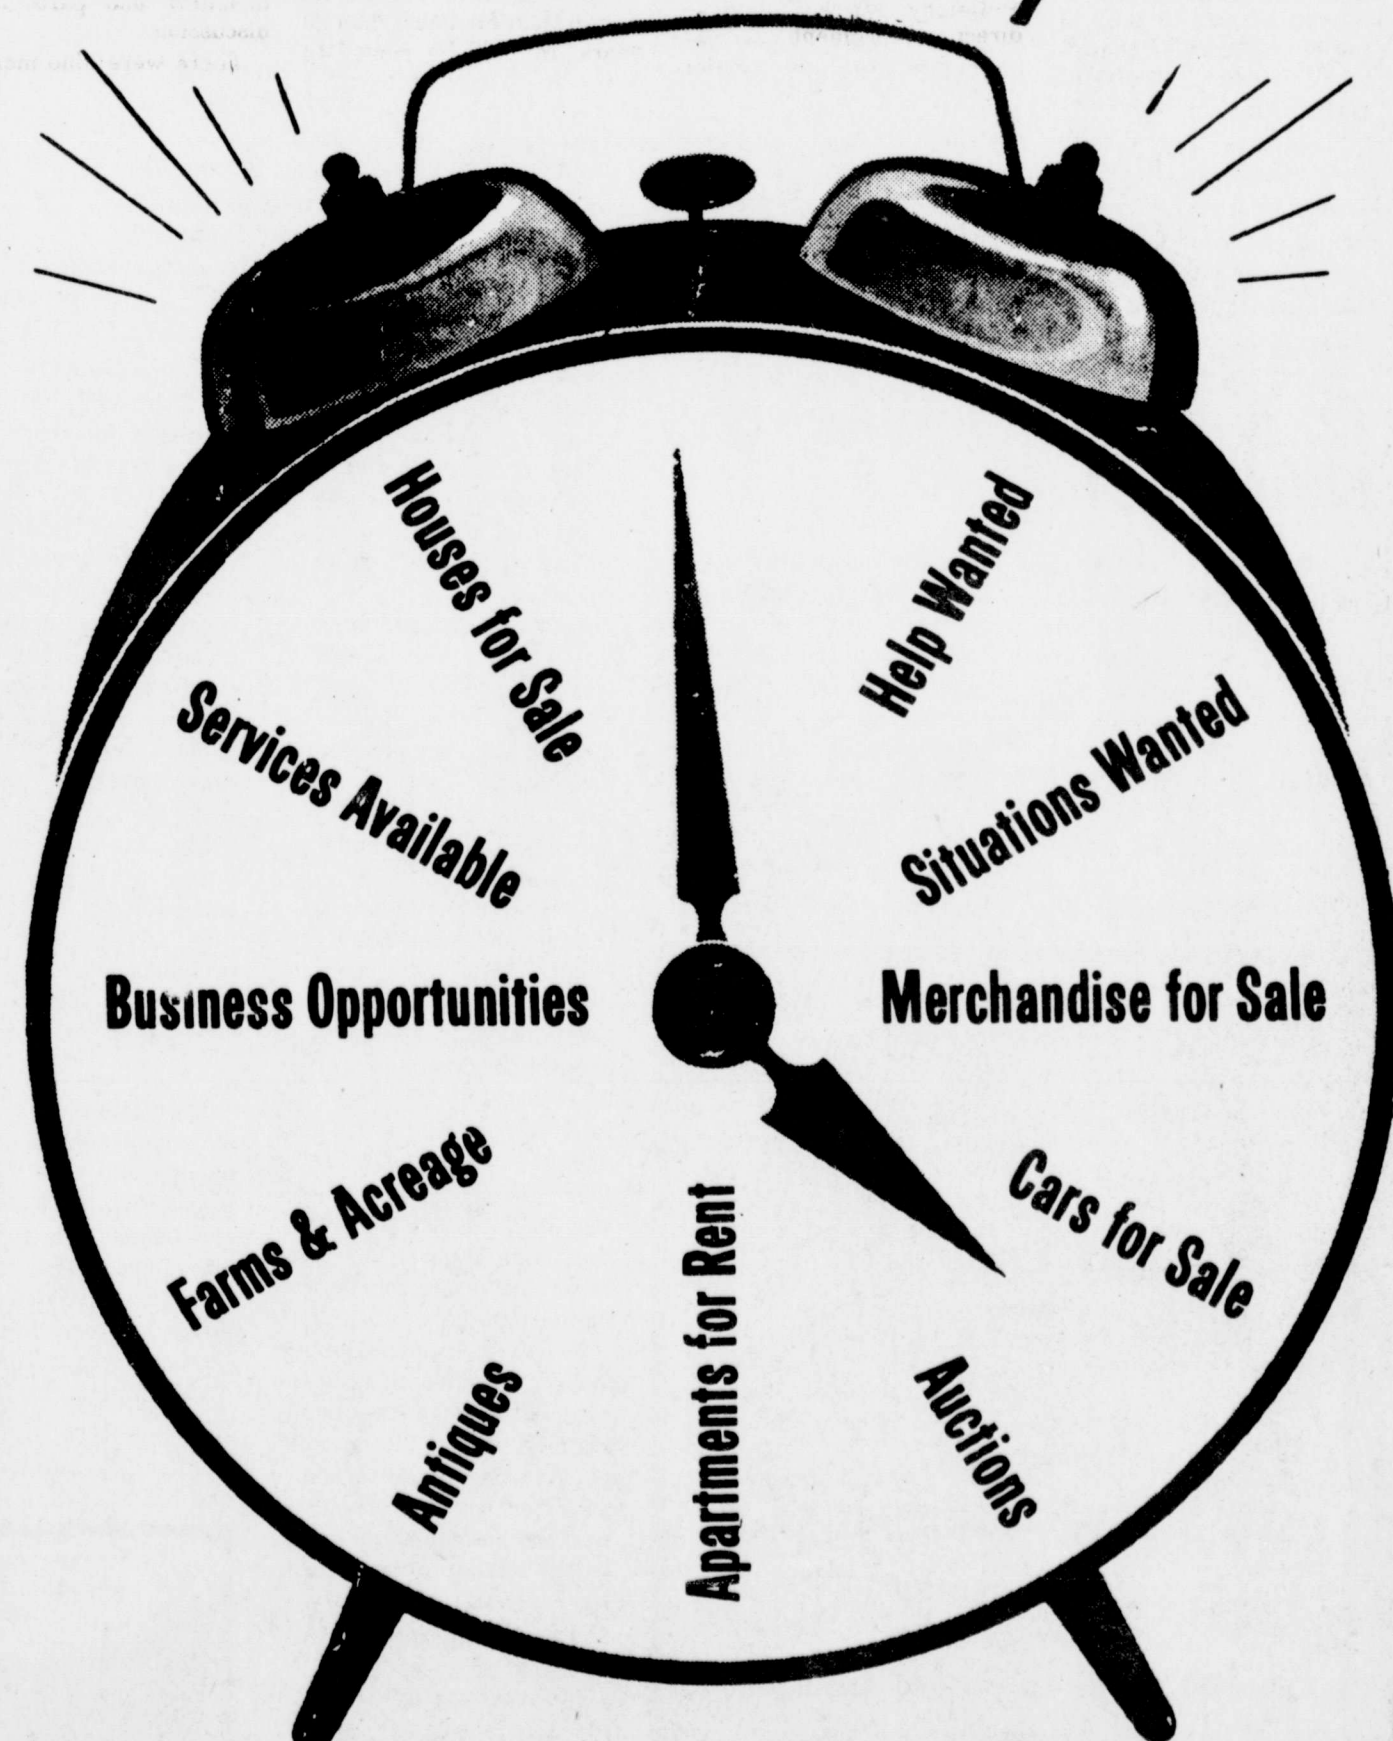 Help Wanted
Situations Wanted
Merchandise for Sale
Cars for Sale
Auctions
Apartments for Rent
Antiques
Farms & Acreage
Business Opportunities
Services Available
Houses for Sale